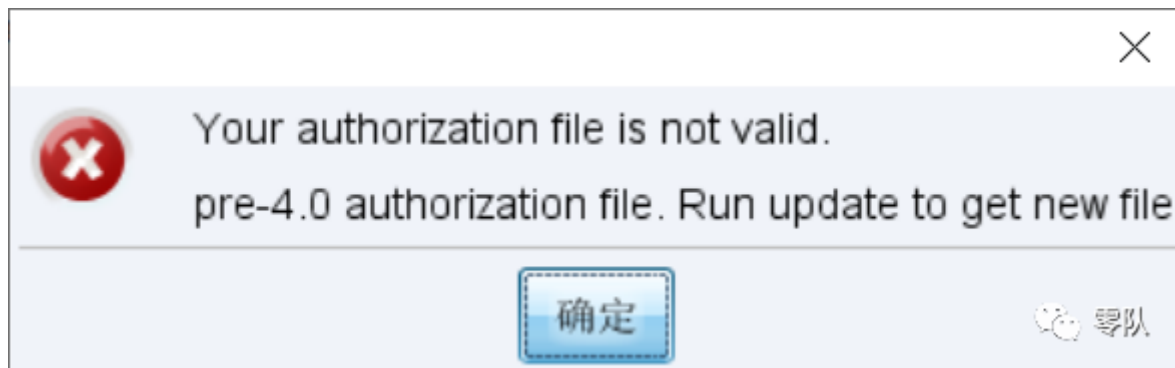 Your authorization file is not valid.
pre-4.0 authorization file. Run update to get new file
确定
零队